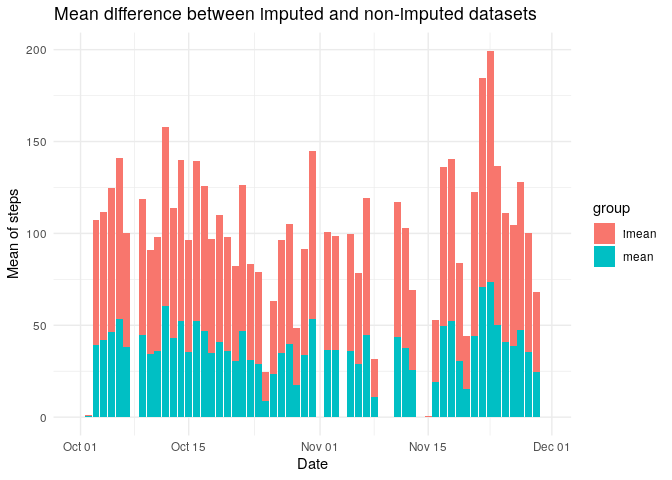 Mean difference between imputed and non-imputed datasets
200
150
100
50
0
Mean of steps
Oct 01
Oct 15
Nov 01
Nov 15
Dec 01
Date
group
imean
mean